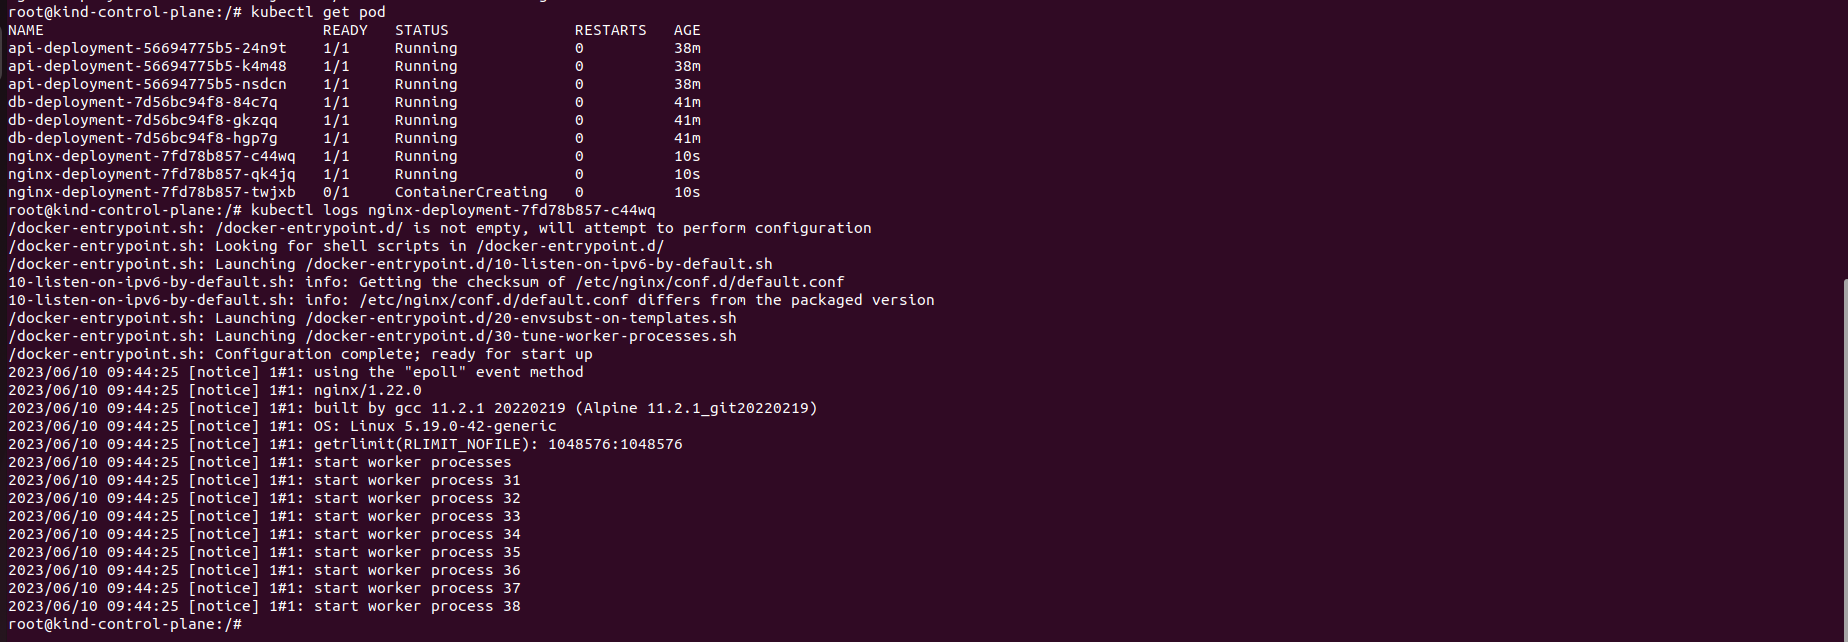 root@kind-control-plane:/# kubectl get pod
NAME READY STATUS RESTARTS AGE
api-deployment-56694775b5-24n9t 1/1 Running 0 38m
api-deployment-56694775b5-k4m48 1/1 Running 0 38m
api-deployment-56694775b5-nsdcn 1/1 Running 0 38m
db-deployment-7d56bc94f8-84c7q 1/1 Running 0 41m
db-deployment-7d56bc94f8-gkzqq 1/1 Running 0 41m
db-deployment-7d56bc94f8-hgp7g 1/1 Running 0 41m
nginx-deployment-7fd78b857-c44wq 1/1 Running 0 10s
nginx-deployment-7fd78b857-qk4jq 1/1 Running 0 10s
nginx-deployment-7fd78b857-twjxb 0/1 ContainerCreating 0 10s
root@kind-control-plane:/# kubectl logs nginx-deployment-7fd78b857-c44wq
/docker-entrypoint.sh: /docker-entrypoint.d/ is not empty, will attempt to perform configuration
/docker-entrypoint.sh: Looking for shell scripts in /docker-entrypoint.d/
/docker-entrypoint.sh: Launching /docker-entrypoint.d/10-listen-on-ipv6-by-default.sh
10-listen-on-ipv6-by-default.sh: info: Getting the checksum of /etc/nginx/conf.d/default.conf
10-listen-on-ipv6-by-default.sh: info: /etc/nginx/conf.d/default.conf differs from the packaged version
/docker-entrypoint.sh: Launching /docker-entrypoint.d/20-envsubst-on-templates.sh
/docker-entrypoint.sh: Launching /docker-entrypoint.d/30-tune-worker-processes.sh
/docker-entrypoint.sh: Configuration complete; ready for start up
2023/06/10 09:44:25 [notice] 1#1: using the "epoll" event method
2023/06/10 09:44:25 [notice] 1#1: nginx/1.22.0
2023/06/10 09:44:25 [notice] 1#1: built by gcc 11.2.1 20220219 (Alpine 11.2.1_git20220219)
2023/06/10 09:44:25 [notice] 1#1: OS: Linux 5.19.0-42-generic
2023/06/10 09:44:25 [notice] 1#1: getrlimit(RLIMIT_NOFILE): 1048576:1048576
2023/06/10 09:44:25 [notice] 1#1: start worker processes
2023/06/10 09:44:25 [notice] 1#1: start worker process 31
2023/06/10 09:44:25 [notice] 1#1: start worker process 32
2023/06/10 09:44:25 [notice] 1#1: start worker process 33
2023/06/10 09:44:25 [notice] 1#1: start worker process 34
2023/06/10 09:44:25 [notice] 1#1: start worker process 35
2023/06/10 09:44:25 [notice] 1#1: start worker process 36
2023/06/10 09:44:25 [notice] 1#1: start worker process 37
2023/06/10 09:44:25 [notice] 1#1: start worker process 38
root@kind-control-plane:/#